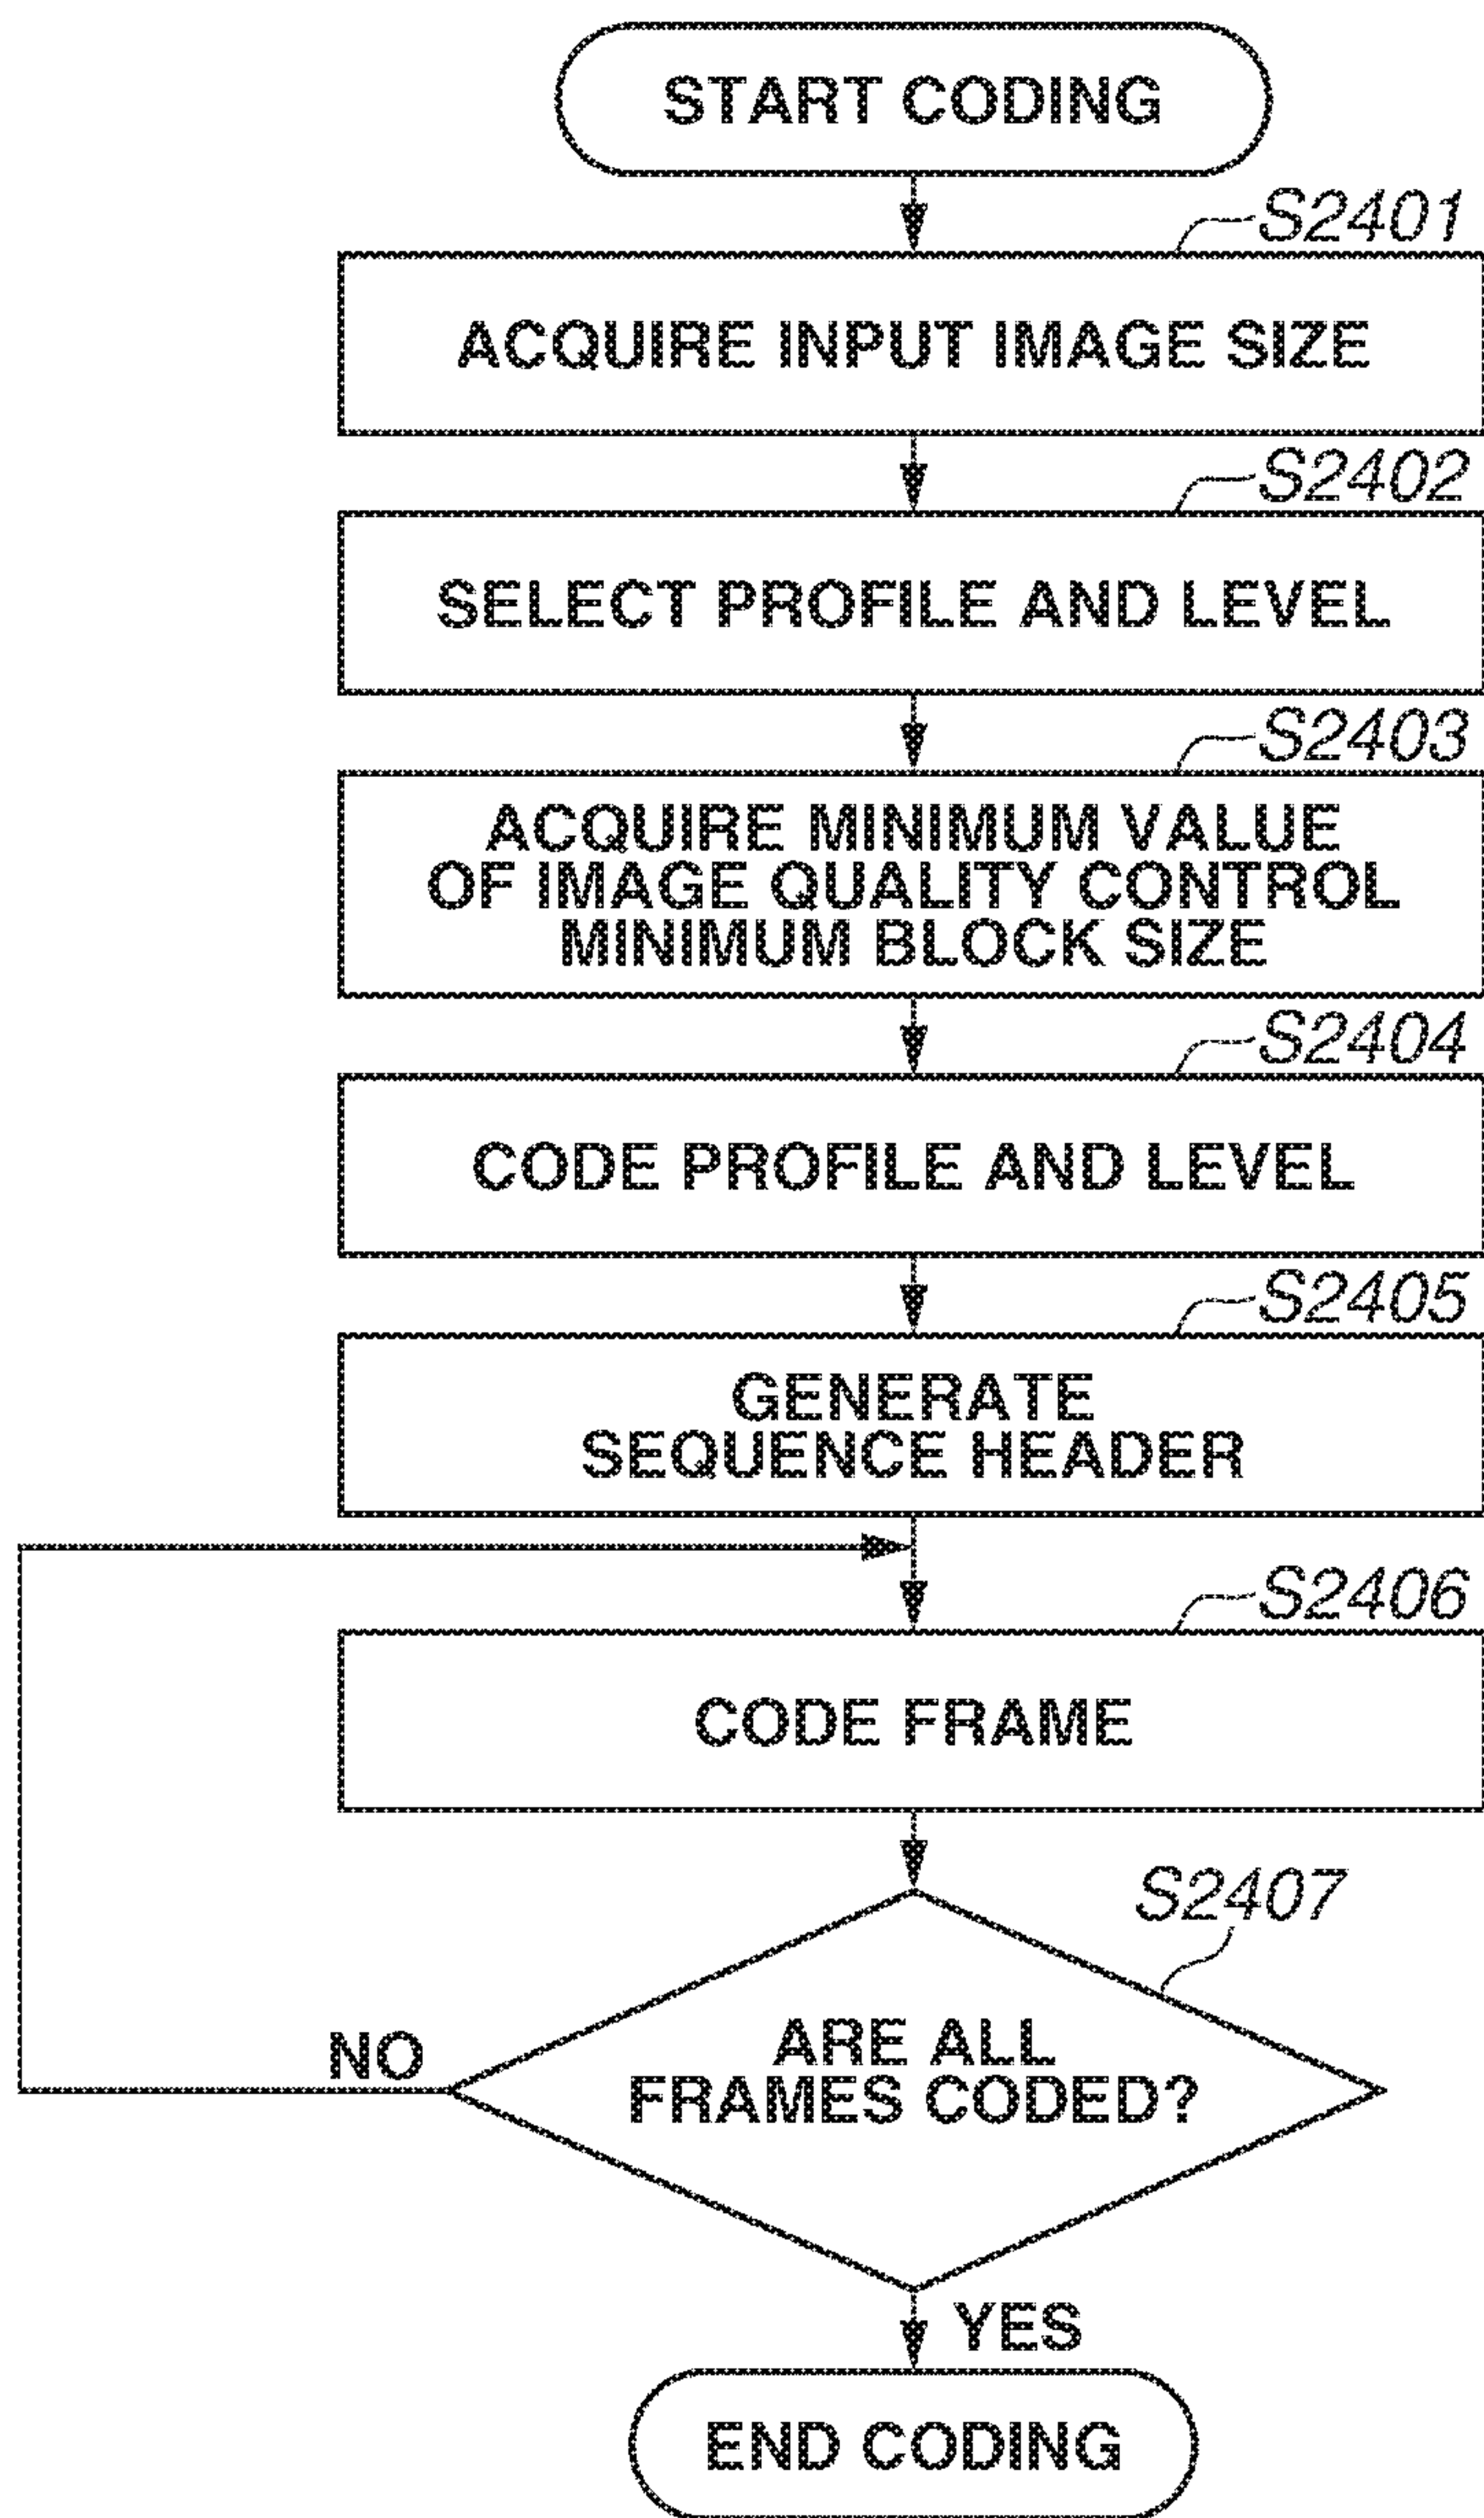 START CODING
S2401
ACQUIRE INPUT IMAGE SIZE
S2402
SELECT PROFILE AND LEVEL
S2403
ACQUIRE MINIMUM VALUE
OF IMAGE QUALITY CONTROL
MINIMUM BLOCK SIZE
S2404
CODE PROFILE AND LEVEL
S2405
GENERATE
SEQUENCE HEADER
S2406
CODE FRAME
S2407
ARE ALL
FRAMES CODED?
NO
YES
END CODING